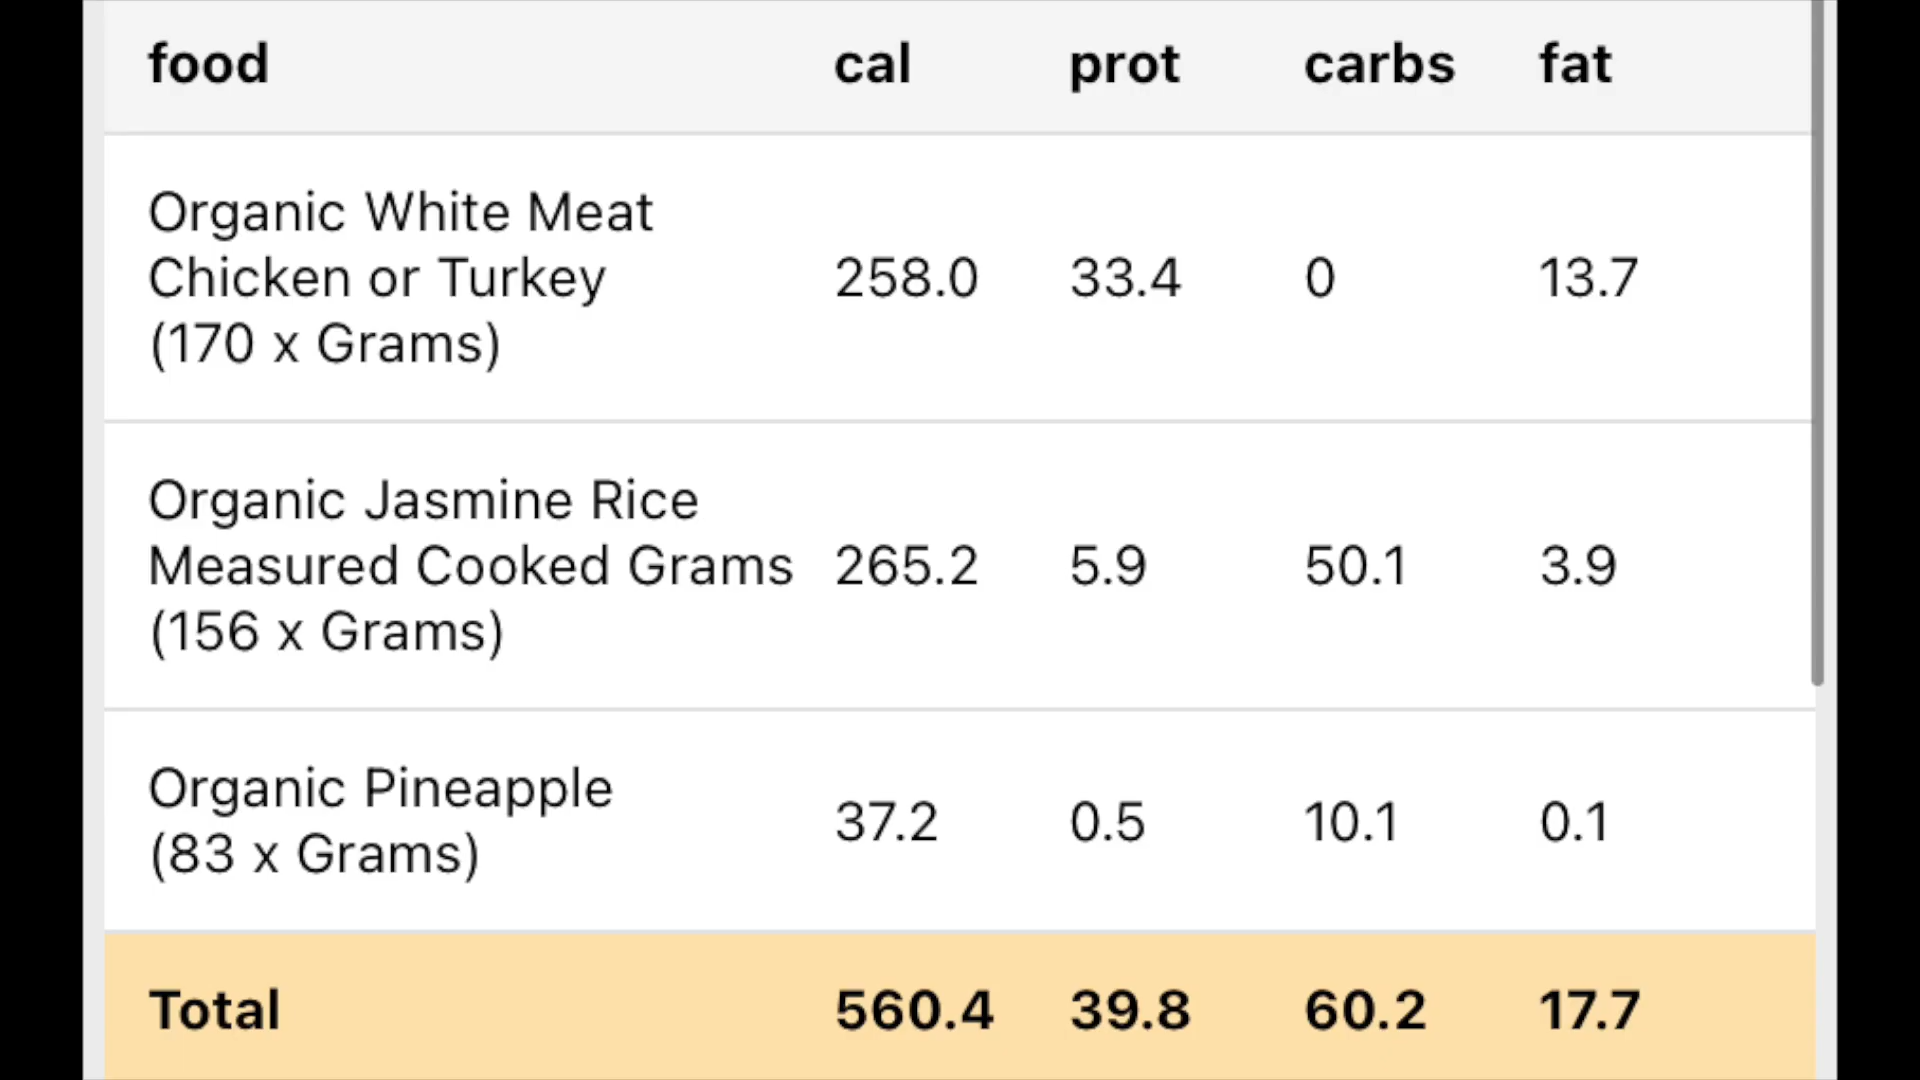 food cal prot carbs fat
Organic White Meat
Chicken or Turkey 258.0 33.4 0 13.7
(170 x Grams)
Organic Jasmine Rice
Measured Cooked Grams 265.2 5.9 50.1 3.9
(156 x Grams)
Organic Pineapple
37.2 0.5 10.1 0.1
(83 x Grams)
Total 560.4 39.8 60.2 17.7